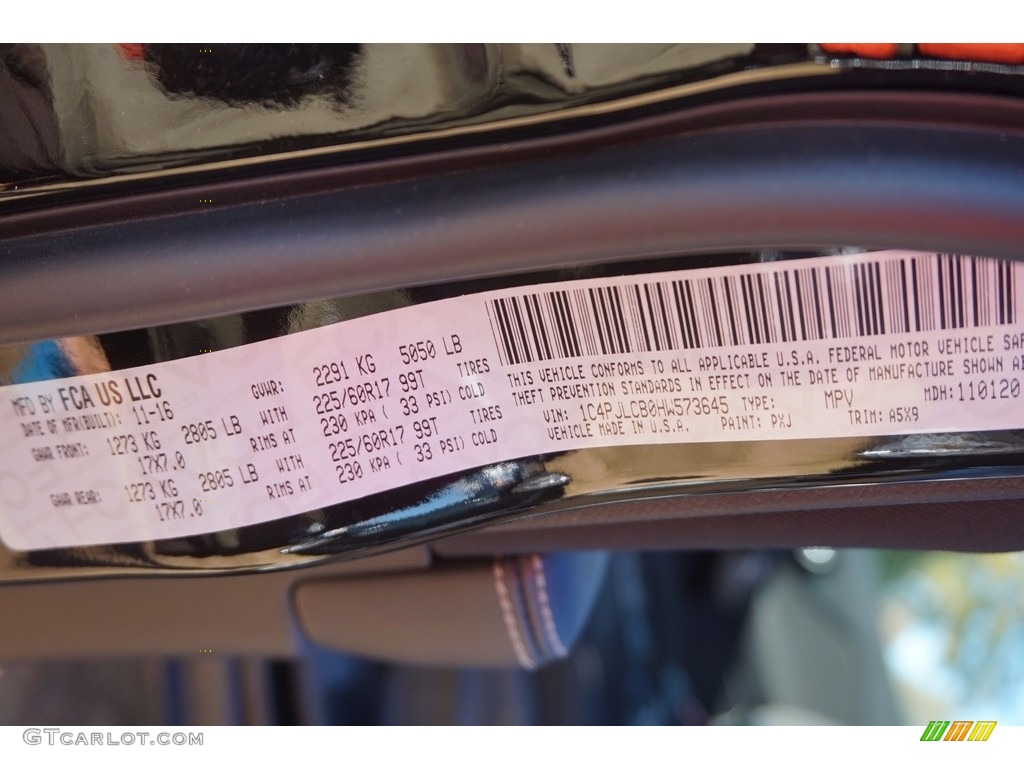 MFD BY FCA US LLC
DATE OF MFR(BUILT): 11-16 GVWR: 2291 KG 5050 LB
GAWR FRONT: 1273 KG 2805 LB WITH 225/60R17 99T TIRES
17X7.0 RIMS AT 230 KPA ( 33 PSI) COLD
GAWR REAR: 1273 KG 2805 LB WITH 225/60R17 99T TIRES
17X7.0 RIMS AT 230 KPA ( 33 PSI) COLD
THIS VEHICLE CONFORMS TO ALL APPLICABLE U.S.A. FEDERAL MOTOR VEHICLE SAF
THEFT PREVENTION STANDARDS IN EFFECT ON THE DATE OF MANUFACTURE SHOWN AB
VIN: 1C4PJLCB0HW573645 TYPE: MPV MDH: 110120
VEHICLE MADE IN U.S.A. PAINT: PXJ TRIM: A5X9
GTCarlot.com